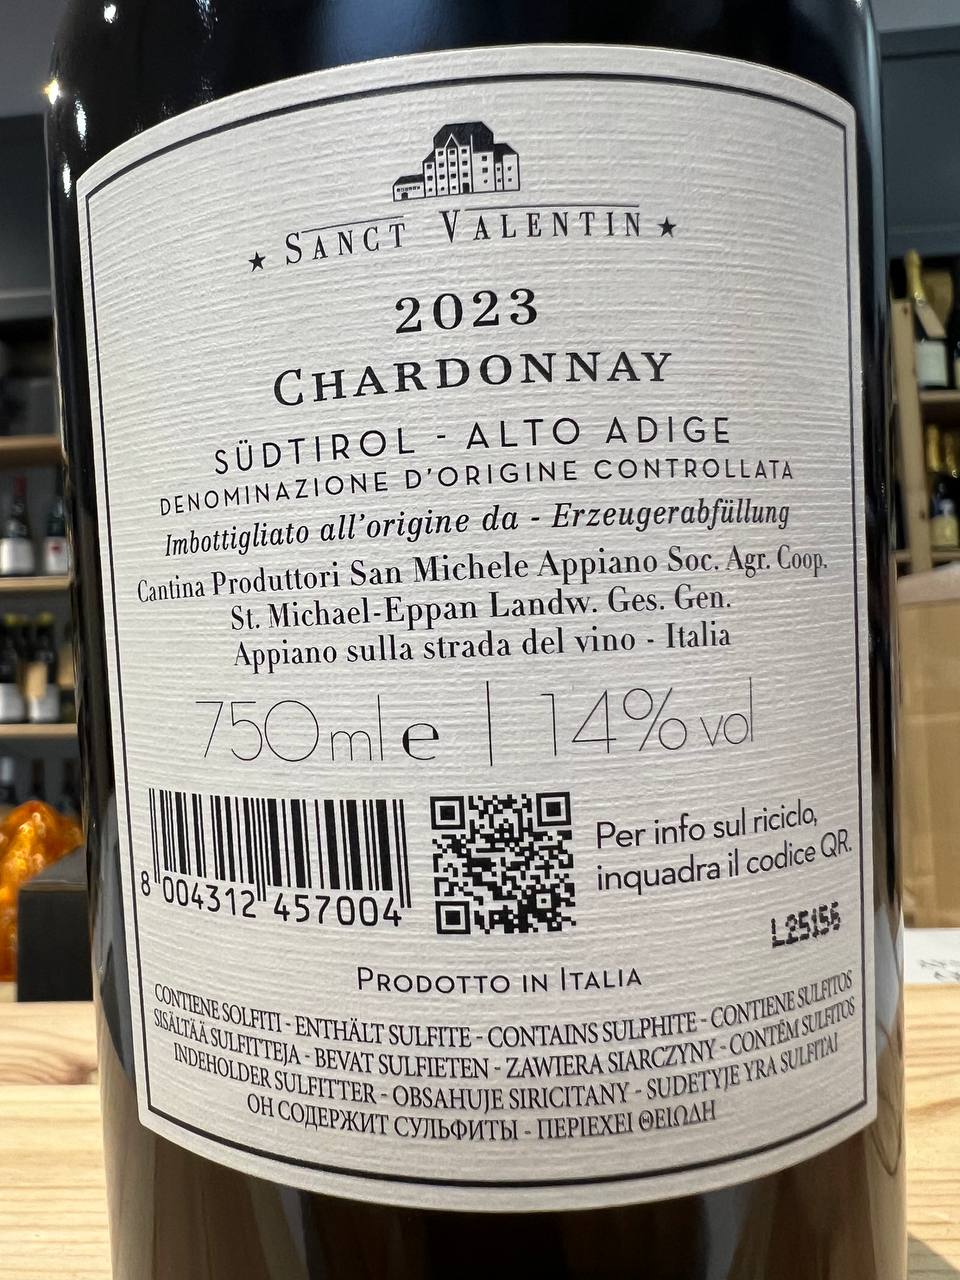 ★ SANCT VALENTIN ★
2023
CHARDONNAY
SÜDTIROL - ALTO ADIGE
DENOMINAZIONE D'ORIGINE CONTROLLATA
Imbottigliato all'origine da - Erzeugerabfüllung
Cantina Produttori San Michele Appiano Soc. Agr. Coop.
St. Michael-Eppan Landw. Ges. Gen.
Appiano sulla strada del vino - Italia
750 ml e | 14% vol
Per info sul riciclo,
inquadra il codice QR.
8 004312 457004
L25156
PRODOTTO IN ITALIA
CONTIENE SOLFITI - ENTHÄLT SULFITE - CONTAINS SULPHITE - CONTIENE SULFITOS
SISÄLTÄÄ SULFITTEJA - BEVAT SULFIETEN - ZAWIERA SIARCZYNY - CONTÊM SULFITOS
INDEHOLDER SULFITTER - OBSAHUJE SIRICITANY - SUDETYJE YRA SULFITAI
ОН СОДЕРЖИТ СУЛЬФИТЫ - ΠΕΡΙΕΧΕΙ ΘΕΙΩΔΗ